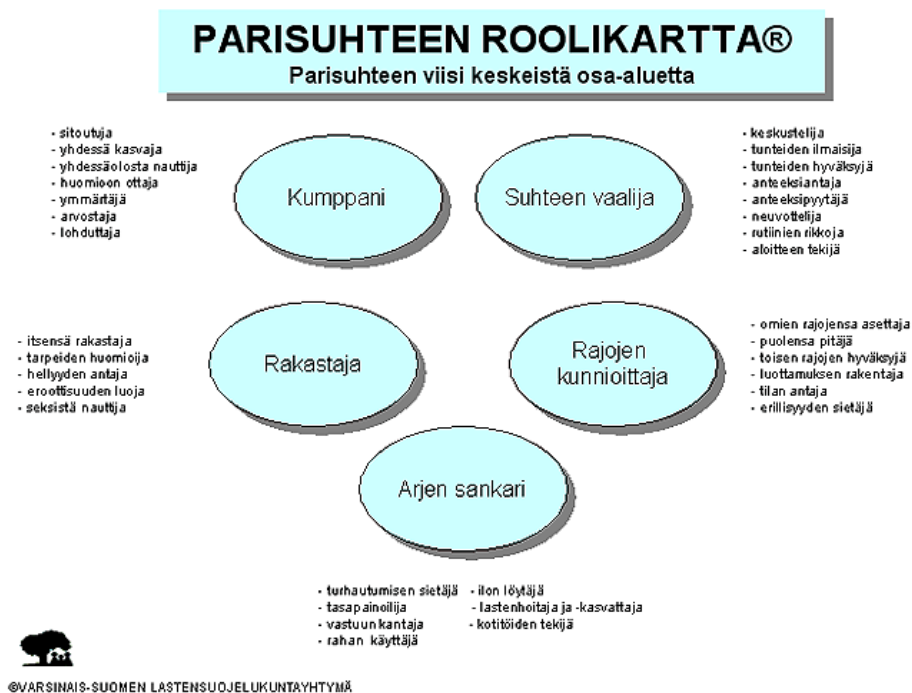 PARISUHTEEN ROOLIKARTTA®
Parisuhteen viisi keskeistä osa-aluetta
- sitoutuja
- yhdessä kasvaja
- yhdessäolosta nauttija
- huomioon ottaja
- ymmärtäjä
- arvostaja
- lohduttaja
Kumppani
Suhteen vaalija
- keskustelija
- tunteiden ilmaisija
- tunteiden hyväksyjä
- anteeksiantaja
- anteeksipyytäjä
- neuvottelija
- rutiinien rikkoja
- aloitteen tekijä
- itsensä rakastaja
- tarpeiden huomioija
- hellyyden antaja
- eroottisuuden luoja
- seksistä nauttija
Rakastaja
Rajojen
kunnioittaja
- omien rajojensa asettaja
- puolensa pitäjä
- toisen rajojen hyväksyjä
- luottamuksen rakentaja
- tilan antaja
- erillisyyden sietäjä
Arjen sankari
- turhautumisen sietäjä
- tasapainoilija
- vastuunkantaja
- rahan käyttäjä
- ilon löytäjä
- lastenhoitaja ja -kasvattaja
- kotitöiden tekijä
©VARSINAIS-SUOMEN LASTENSUOJELUKUNTAYHTYMÄ